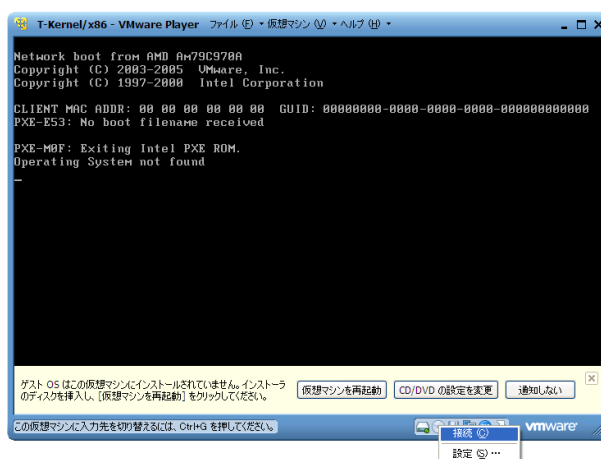 T-Kernel/x86 - VMware Player ファイル(F) ▾ 仮想マシン(V) ▾ ヘルプ(H) ▾
Network boot from AMD Am79C970A
Copyright (C) 2003-2005 VMware, Inc.
Copyright (C) 1997-2000 Intel Corporation
CLIENT MAC ADDR: 00 00 00 00 00 00 GUID: 00000000-0000-0000-0000-000000000000
PXE-E53: No boot filename received
PXE-M0F: Exiting Intel PXE ROM.
Operating System not found
ゲスト OS はこの仮想マシンにインストールされていません。インストーラ
のディスクを挿入し、[仮想マシンを再起動] をクリックしてください。
仮想マシンを再起動 CD/DVD の設定を変更 通知しない
この仮想マシンに入力先を切り替えるには、Ctrl+G を押してください。
vmware
接続(C)
設定(S)...